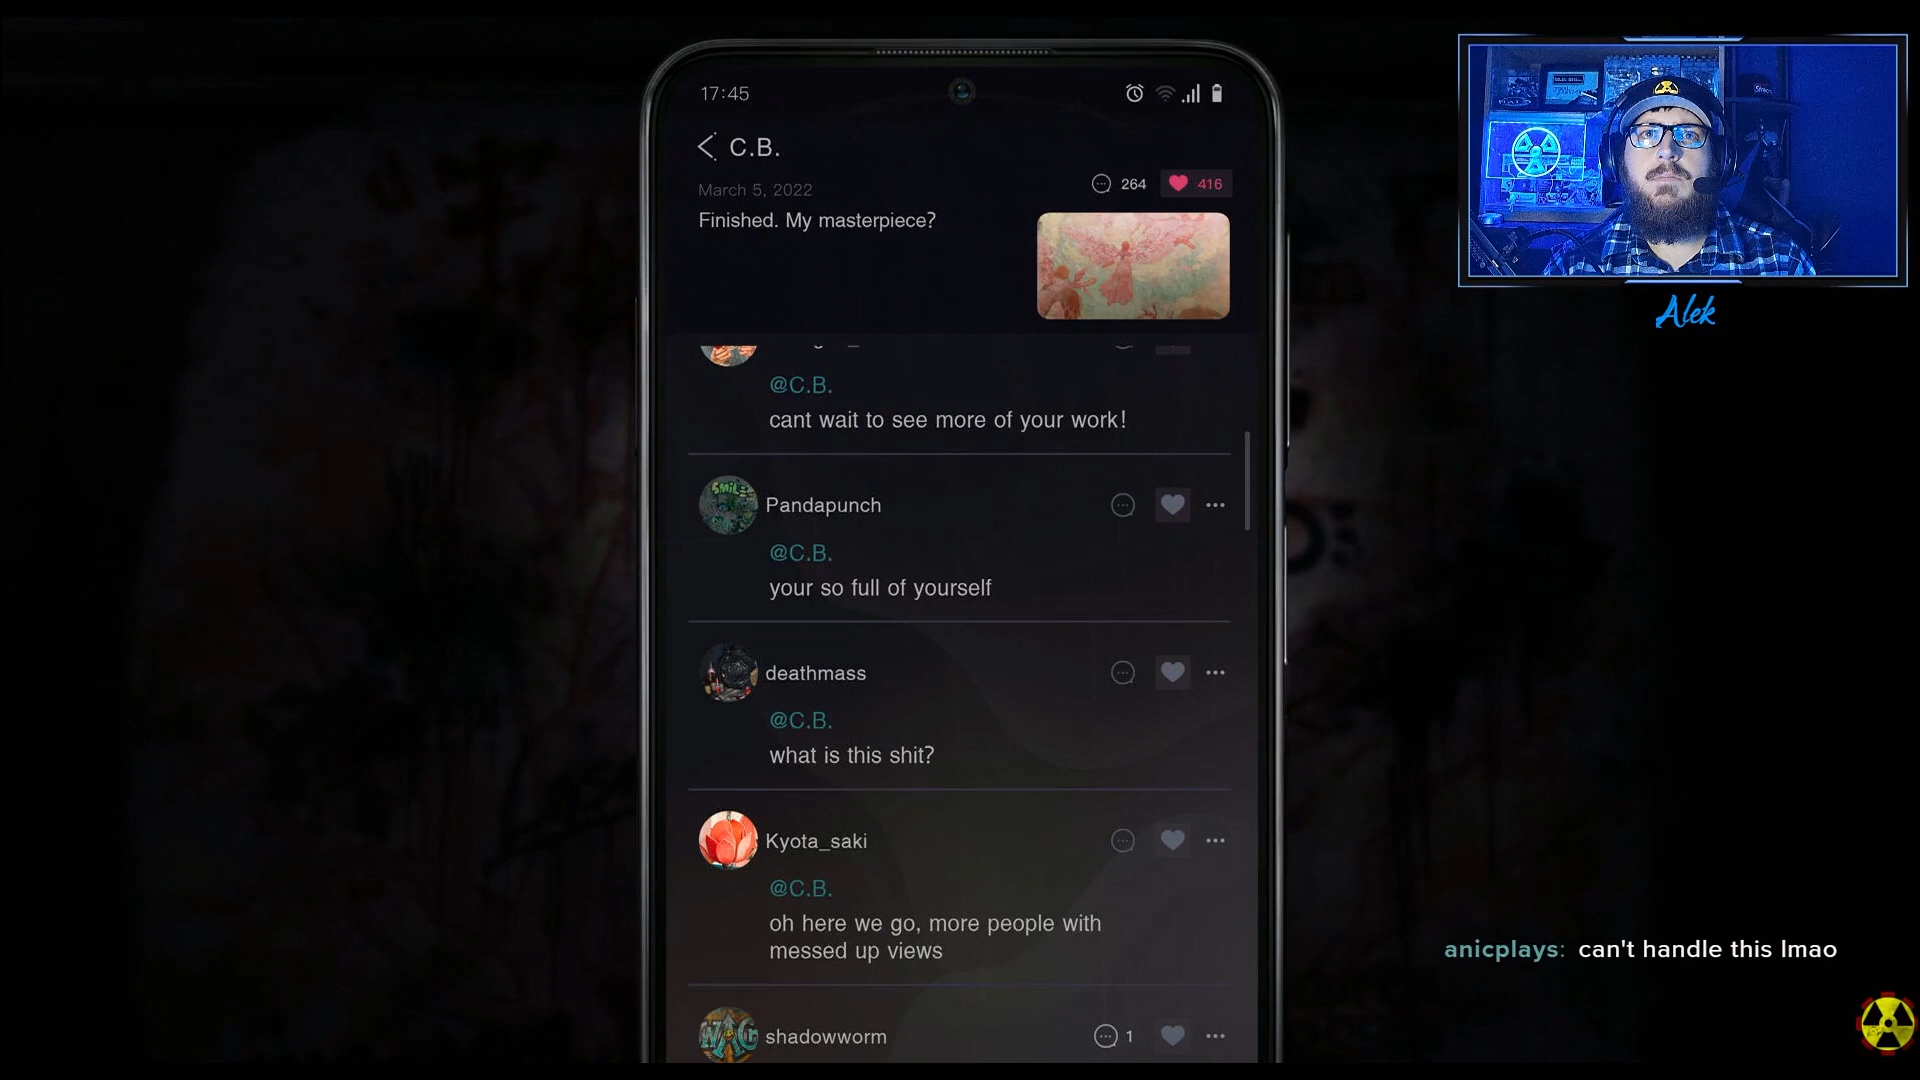 17:45
C.B.
March 5, 2022
264
416
Finished. My masterpiece?
@C.B.
cant wait to see more of your work!
Pandapunch
@C.B.
your so full of yourself
deathmass
@C.B.
what is this shit?
Kyota_saki
@C.B.
oh here we go, more people with
messed up views
shadowworm
1
Alek
anicplays: can't handle this lmao
SMILE